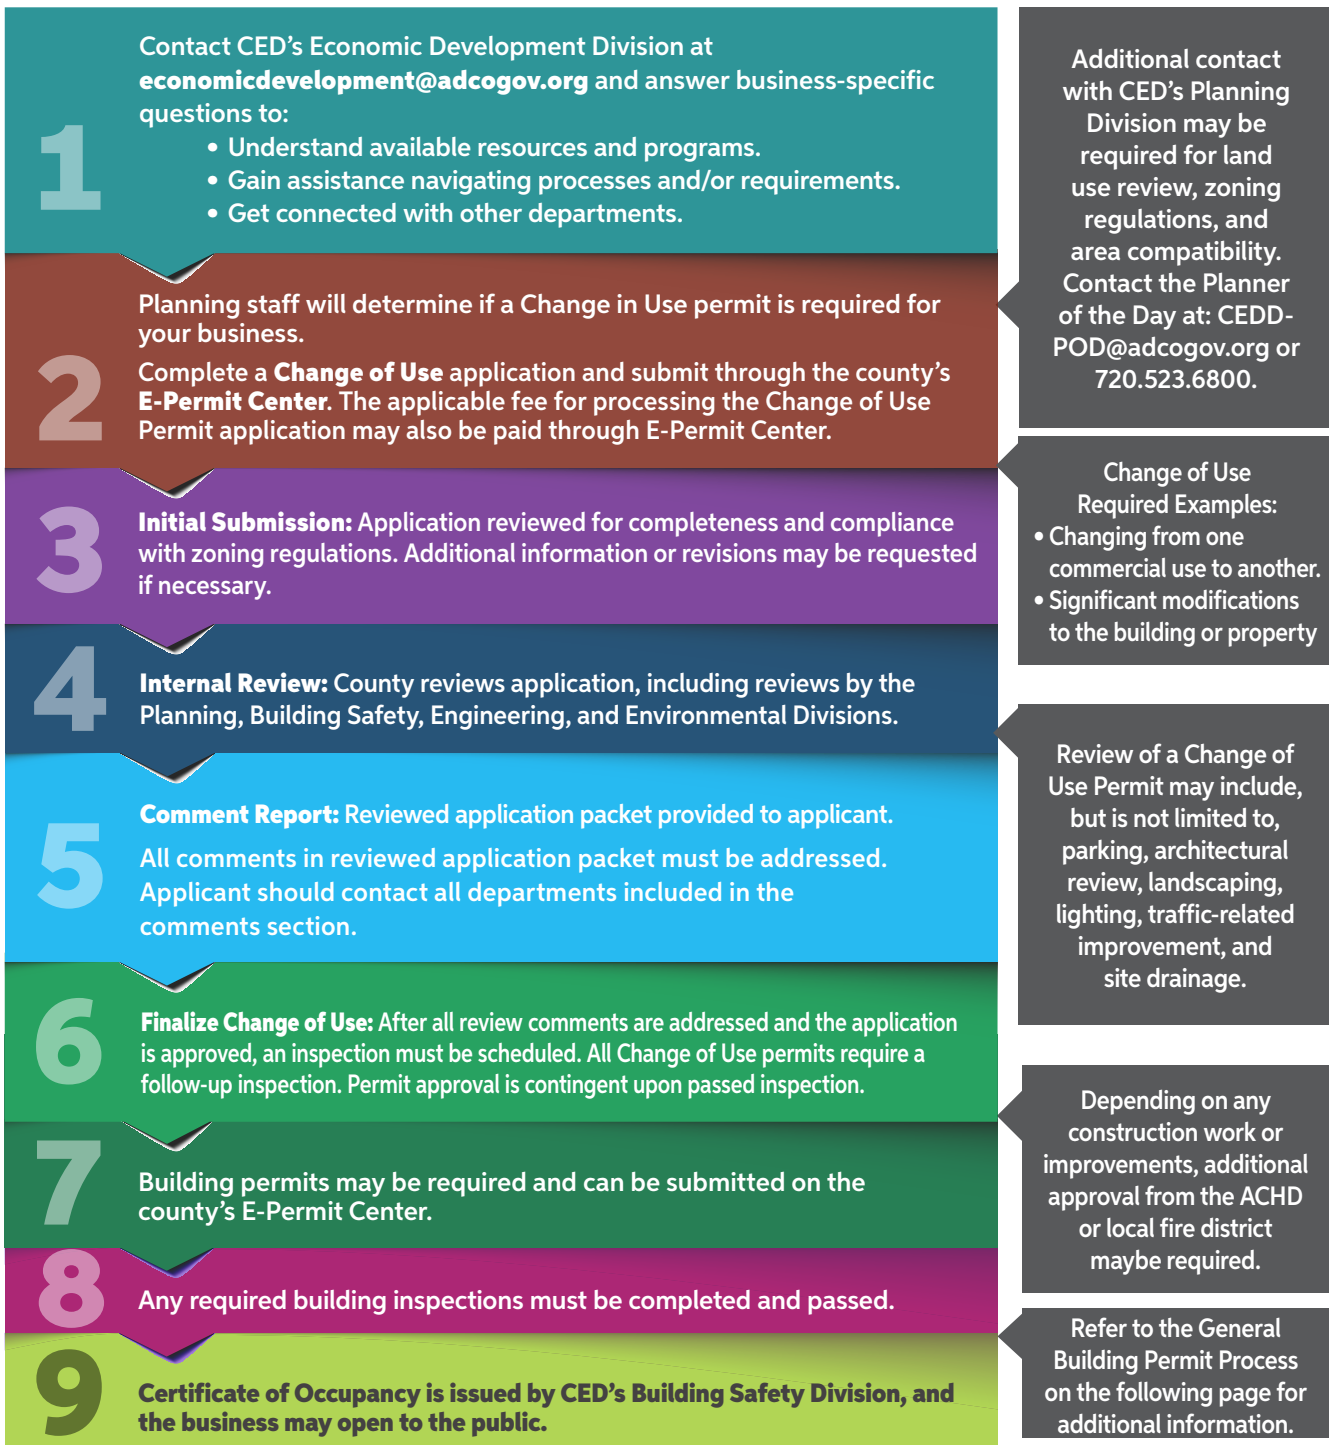 1
Contact CED's Economic Development Division at
economicdevelopment@adcogov.org and answer business-specific
questions to:
• Understand available resources and programs.
• Gain assistance navigating processes and/or requirements.
• Get connected with other departments.
Additional contact
with CED's Planning
Division may be
required for land
use review, zoning
regulations, and
area compatibility.
Contact the Planner
of the Day at: CEDD-
POD@adcogov.org or
720.523.6800.
2
Planning staff will determine if a Change in Use permit is required for
your business.
Complete a Change of Use application and submit through the county's
E-Permit Center. The applicable fee for processing the Change of Use
Permit application may also be paid through E-Permit Center.
Change of Use
Required Examples:
• Changing from one
commercial use to another.
• Significant modifications
to the building or property
3
Initial Submission: Application reviewed for completeness and compliance
with zoning regulations. Additional information or revisions may be requested
if necessary.
4
Internal Review: County reviews application, including reviews by the
Planning, Building Safety, Engineering, and Environmental Divisions.
Review of a Change of
Use Permit may include,
but is not limited to,
parking, architectural
review, landscaping,
lighting, traffic-related
improvement, and
site drainage.
5
Comment Report: Reviewed application packet provided to applicant.
All comments in reviewed application packet must be addressed.
Applicant should contact all departments included in the
comments section.
6
Finalize Change of Use: After all review comments are addressed and the application
is approved, an inspection must be scheduled. All Change of Use permits require a
follow-up inspection. Permit approval is contingent upon passed inspection.
Depending on any
construction work or
improvements, additional
approval from the ACHD
or local fire district
maybe required.
7
Building permits may be required and can be submitted on the
county's E-Permit Center.
8
Any required building inspections must be completed and passed.
Refer to the General
Building Permit Process
on the following page for
additional information.
9
Certificate of Occupancy is issued by CED's Building Safety Division, and
the business may open to the public.